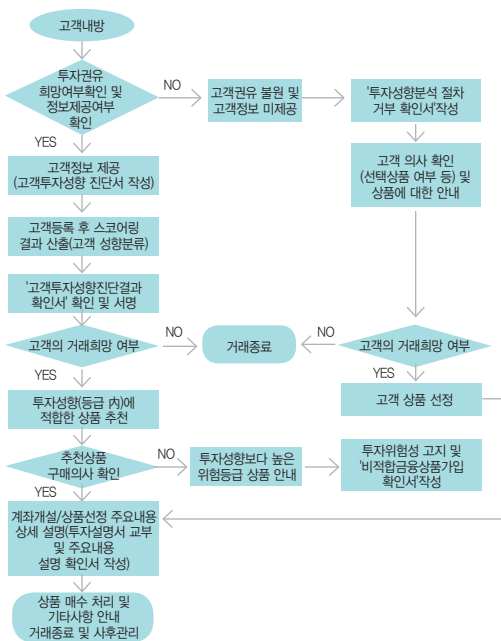 고객내방
투자권유
희망여부확인 및
정보제공여부
확인
NO
고객권유 불원 및
고객정보 미제공
'투자성향분석 절차
거부 확인서'작성
YES
고객정보 제공
(고객투자성향 진단서 작성)
고객 의사 확인
(선택상품 여부 등) 및
상품에 대한 안내
고객등록 후 스코어링
결과 산출(고객 성향분류)
'고객투자성향진단결과
확인서' 확인 및 서명
고객의 거래희망 여부
NO
거래종료
NO
고객의 거래희망 여부
YES
YES
투자성향(등급 內)에
적합한 상품 추천
고객 상품 선정
추천상품
구매의사 확인
NO
투자성향보다 높은
위험등급 상품 안내
투자위험성 고지 및
'비적합금융상품가입
확인서'작성
YES
계좌개설/상품선정 주요내용
상세 설명(투자설명서 교부
및 주요내용
설명 확인서 작성)
상품 매수 처리 및
기타사항 안내
거래종료 및 사후관리